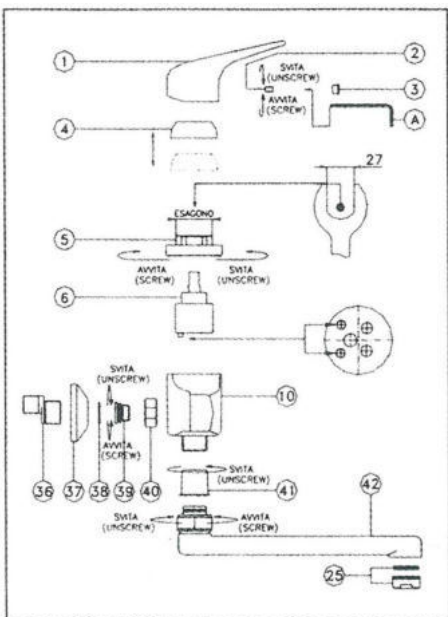 1
2
SVITA
(UNSCREW)
3
AVVITA
(SCREW)
A
4
27
ESAGONO
5
AVVITA
(SCREW)
SVITA
(UNSCREW)
6
SVITA
(UNSCREW)
10
AVVITA
(SCREW)
36
37
38
39
40
SVITA
(UNSCREW)
41
42
SVITA
(UNSCREW)
AVVITA
(SCREW)
25